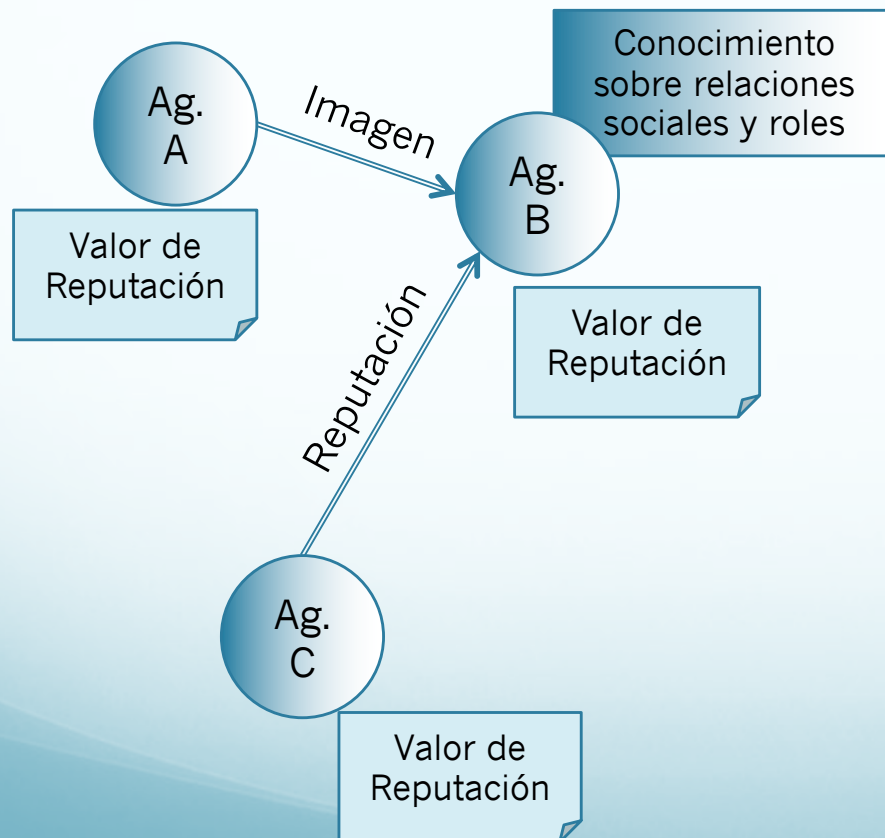 Ag.
A
Imagen
Conocimiento
sobre relaciones
sociales y roles
Ag.
B
Valor de
Reputación
Reputación
Valor de
Reputación
Ag.
C
Valor de
Reputación